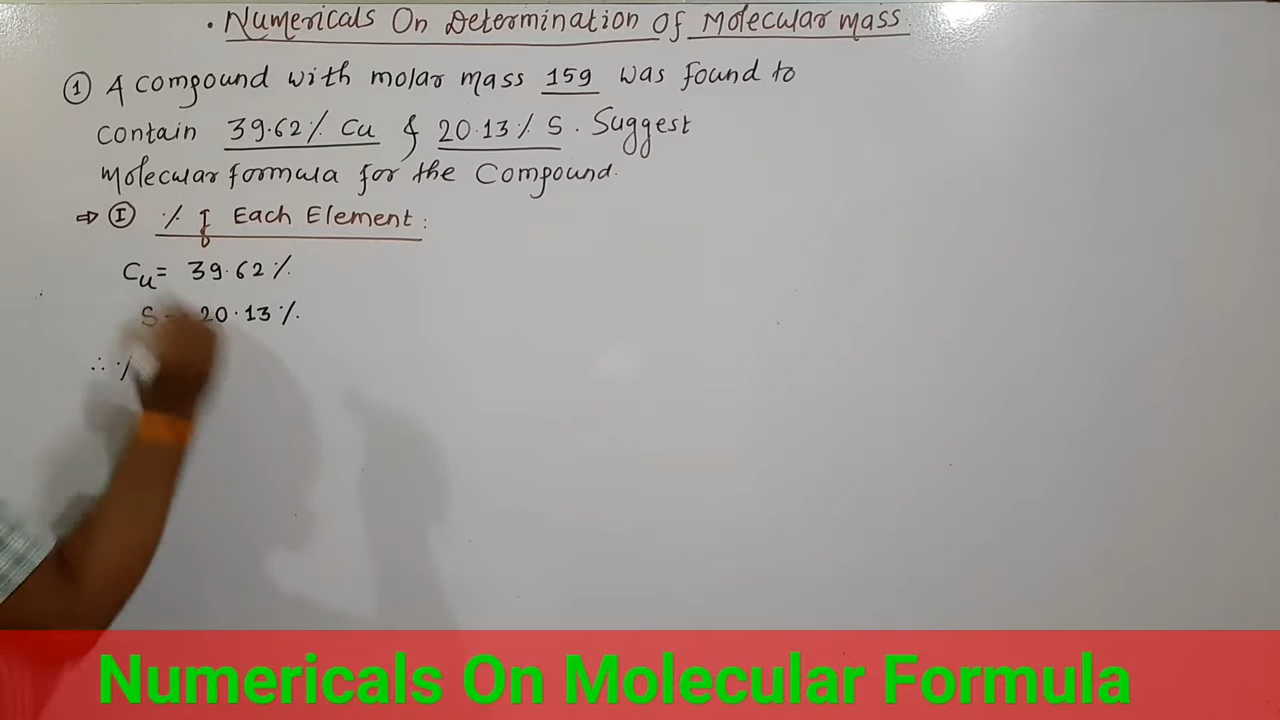 • Numericals On Determination Of Molecular mass.
① A compound with molar mass 159 was found to
contain 39.62% Cu & 20.13% S. Suggest
molecular formula for the Compound.
⇒ Ⓘ % of Each Element:
Cu = 39.62%
S = 20.13%
∴ %
Numericals On Molecular Formula